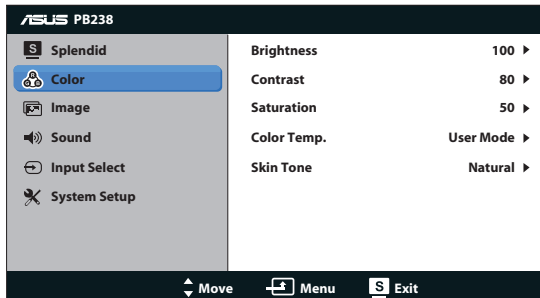 ASUS PB238
S Splendid
Color
Image
Sound
Input Select
System Setup
Brightness 100
Contrast 80
Saturation 50
Color Temp. User Mode
Skin Tone Natural
Move Menu S Exit